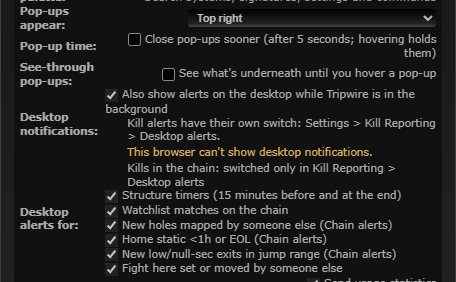 Pop-ups appear:
Top right
Pop-up time:
Close pop-ups sooner (after 5 seconds; hovering holds
them)
See-through
pop-ups:
See what's underneath until you hover a pop-up
Desktop
notifications:
Also show alerts on the desktop while Tripwire is in the
background
Kill alerts have their own switch: Settings > Kill Reporting
> Desktop alerts.
This browser can't show desktop notifications.
Kills in the chain: switched only in Kill Reporting >
Desktop alerts
Desktop
alerts for:
Structure timers (15 minutes before and at the end)
Watchlist matches on the chain
New holes mapped by someone else (Chain alerts)
Home static <1h or EOL (Chain alerts)
New low/null-sec exits in jump range (Chain alerts)
Fight here set or moved by someone else